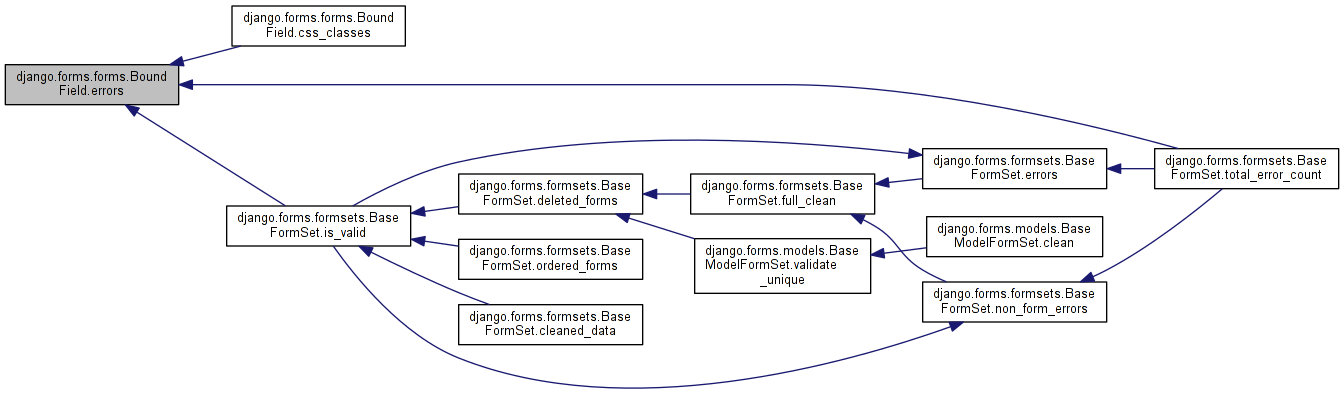 django.forms.forms.Bound
Field.css_classes
django.forms.forms.Bound
Field.errors
django.forms.formsets.Base
FormSet.is_valid
django.forms.formsets.Base
FormSet.deleted_forms
django.forms.formsets.Base
FormSet.ordered_forms
django.forms.formsets.Base
FormSet.cleaned_data
django.forms.formsets.Base
FormSet.full_clean
django.forms.models.Base
ModelFormSet.validate
_unique
django.forms.formsets.Base
FormSet.errors
django.forms.models.Base
ModelFormSet.clean
django.forms.formsets.Base
FormSet.non_form_errors
django.forms.formsets.Base
FormSet.total_error_count